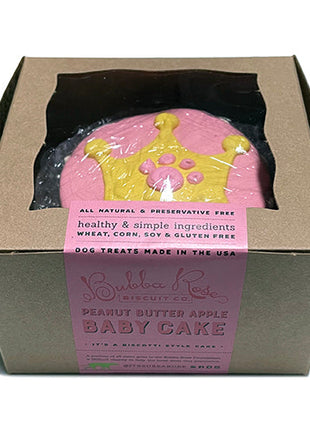 ALL NATURAL & PRESERVATIVE FREE
healthy & simple ingredients
WHEAT, CORN, SOY & GLUTEN FREE
DOG TREATS MADE IN THE USA
Bubba Rose
BISCUIT CO.
PEANUT BUTTER APPLE
BABY CAKE
IT'S A BISCOTTI STYLE CAKE